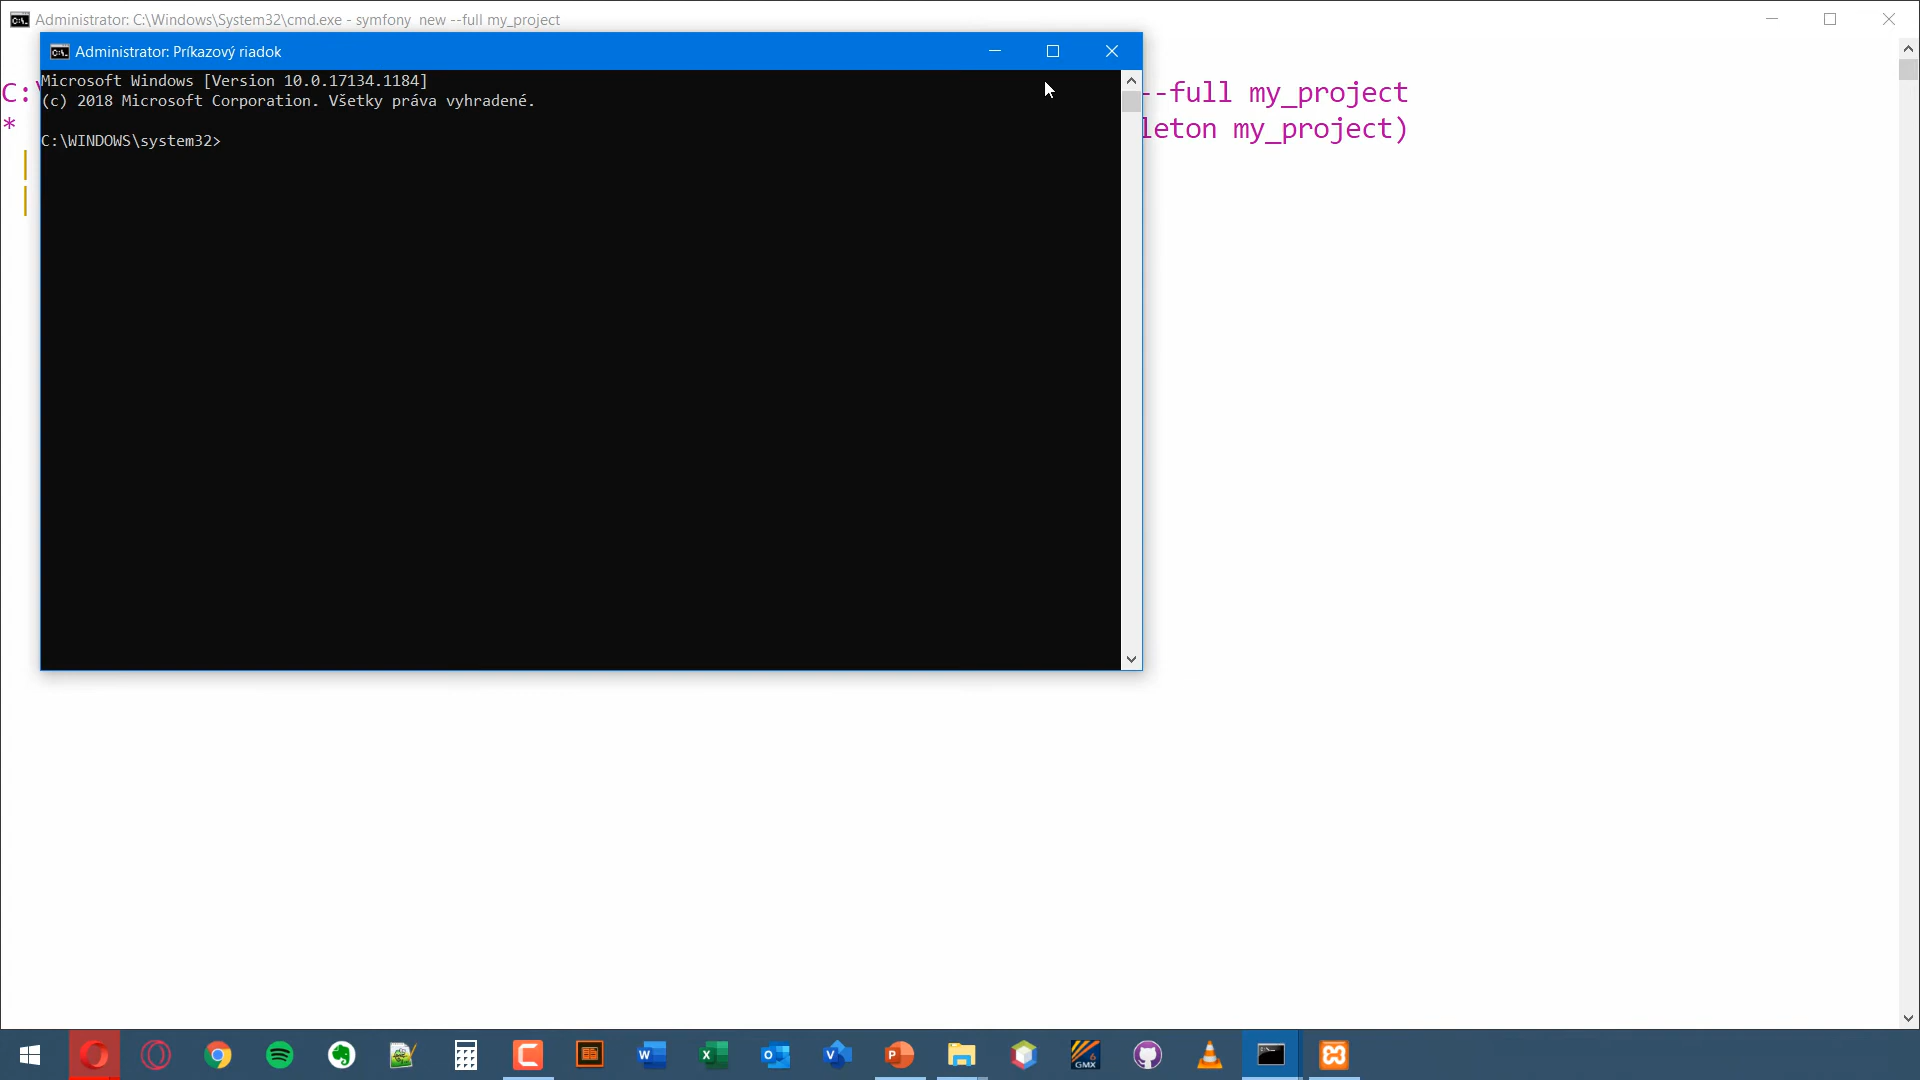 Administrator: C:\Windows\System32\cmd.exe - symfony  new --full my_project
Administrator: Príkazový riadok
Microsoft Windows [Version 10.0.17134.1184]
(c) 2018 Microsoft Corporation. Všetky práva vyhradené.
C:\WINDOWS\system32>
C:\
--full my_project
*
leton my_project)
|
|